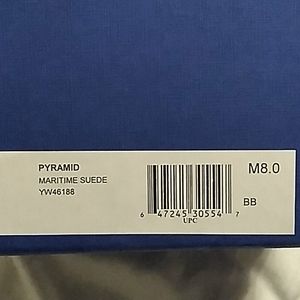 PYRAMID
MARITIME SUEDE
YW46188
6 47245 30554 7
UPC
M8.0
BB